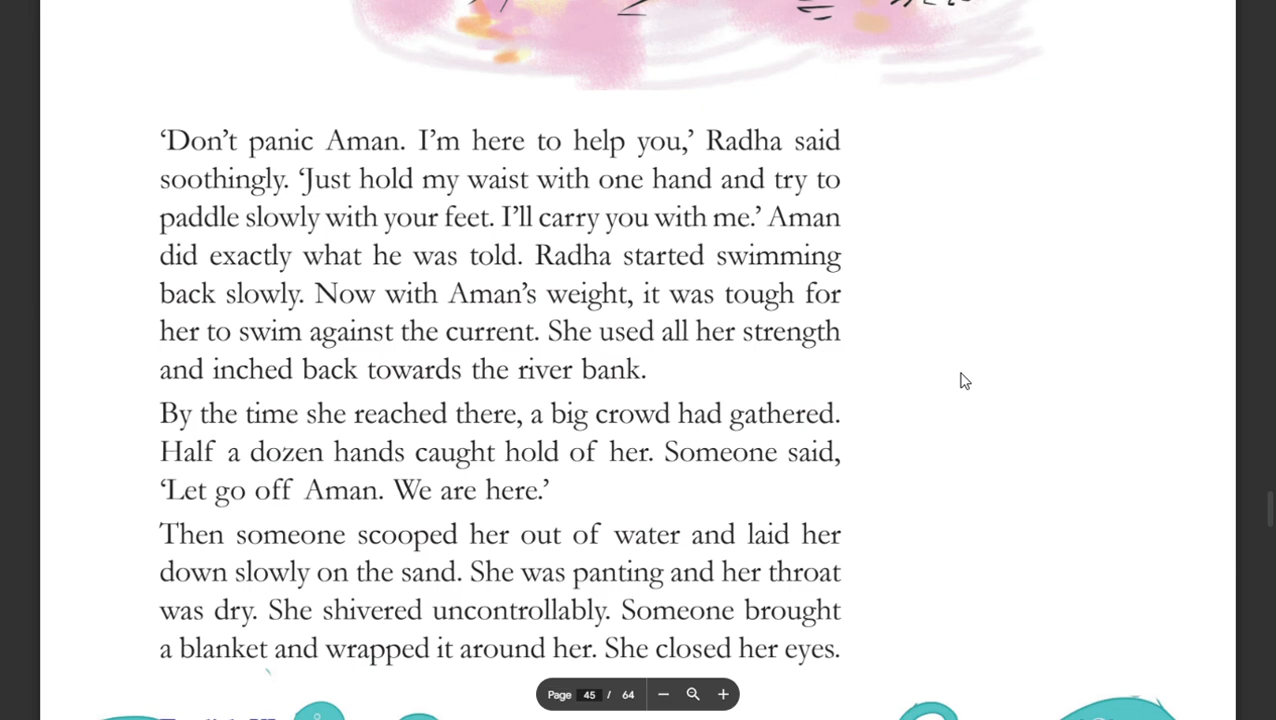 ‘Don’t panic Aman. I’m here to help you,’ Radha said
soothingly. ‘Just hold my waist with one hand and try to
paddle slowly with your feet. I’ll carry you with me.’ Aman
did exactly what he was told. Radha started swimming
back slowly. Now with Aman’s weight, it was tough for
her to swim against the current. She used all her strength
and inched back towards the river bank.
By the time she reached there, a big crowd had gathered.
Half a dozen hands caught hold of her. Someone said,
‘Let go off Aman. We are here.’
Then someone scooped her out of water and laid her
down slowly on the sand. She was panting and her throat
was dry. She shivered uncontrollably. Someone brought
a blanket and wrapped it around her. She closed her eyes.
Page 45 / 64